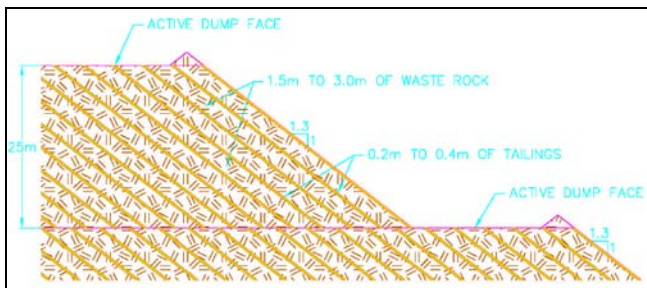 ACTIVE DUMP FACE
1.5m TO 3.0m OF WASTE ROCK
1.3
1
25m
0.2m TO 0.4m OF TAILINGS
ACTIVE DUMP FACE
1.3
1